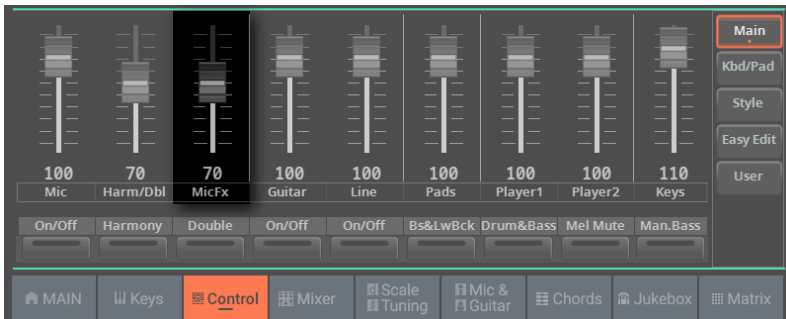 Main
Kbd/Pad
Style
Easy Edit
User
100 70 70 100 100 100 100 100 110
Mic Harm/Dbl MicFx Guitar Line Pads Player1 Player2 Keys
On/Off Harmony Double On/Off On/Off Bs&LwBck Drum&Bass Mel Mute Man.Bass
MAIN Keys Control Mixer Scale Tuning Mic & Guitar Chords Jukebox Matrix